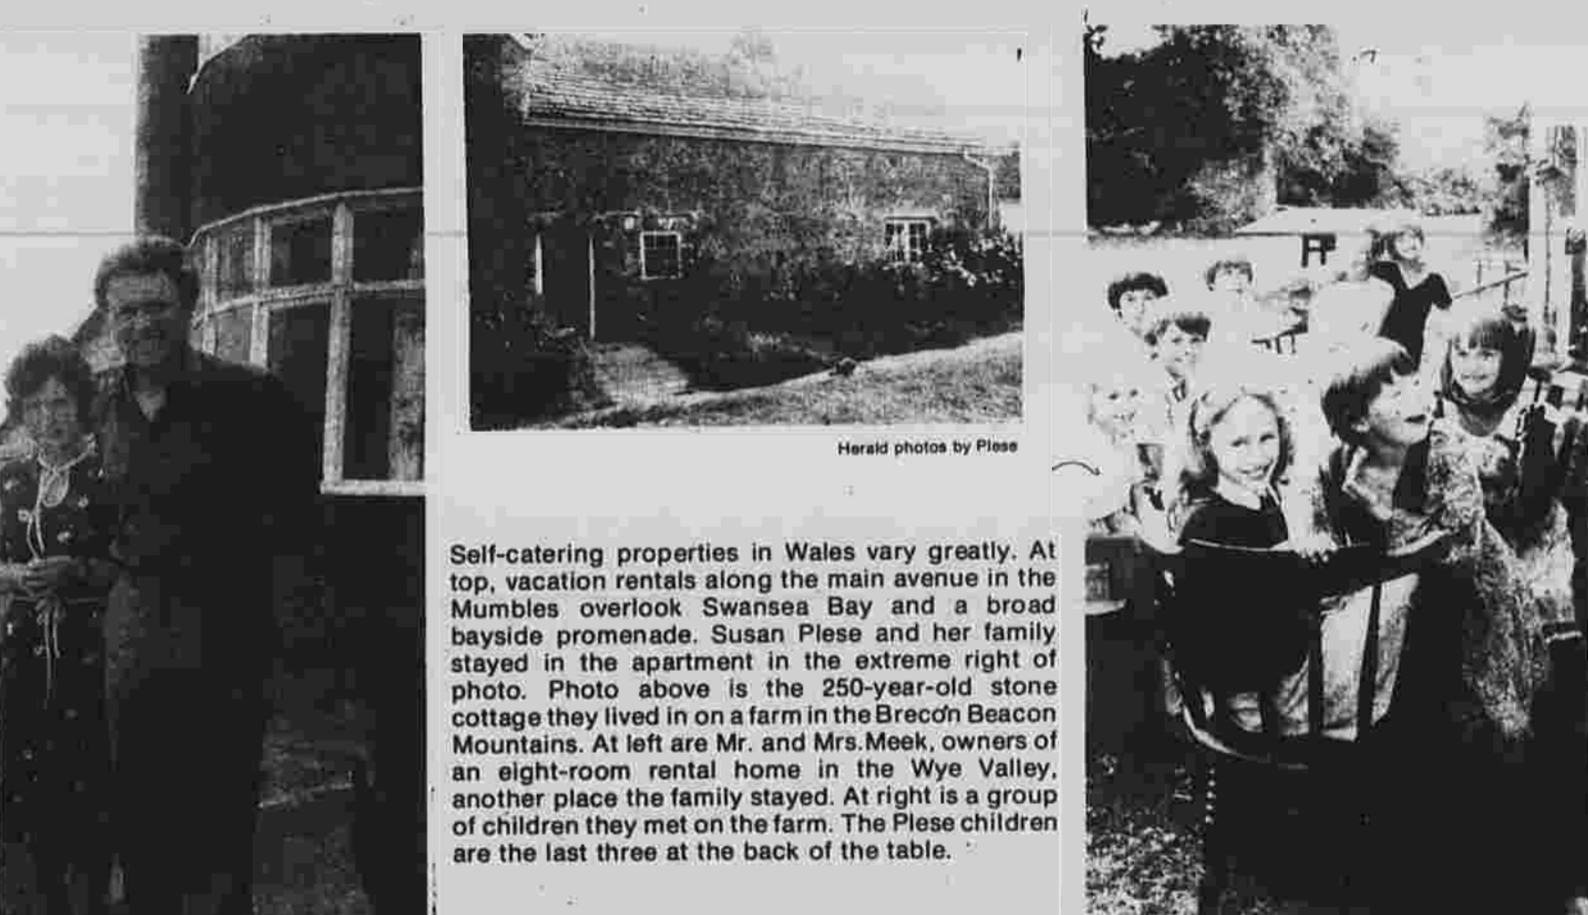 Herald photos by Plese
Self-catering properties in Wales vary greatly. At
top, vacation rentals along the main avenue in the
Mumbles overlook Swansea Bay and a broad
bayside promenade. Susan Plese and her family
stayed in the apartment in the extreme right of
photo. Photo above is the 250-year-old stone
cottage they lived in on a farm in the Brecon Beacon
Mountains. At left are Mr. and Mrs.Meek, owners of
an eight-room rental home in the Wye Valley,
another place the family stayed. At right is a group
of children they met on the farm. The Plese children
are the last three at the back of the table.